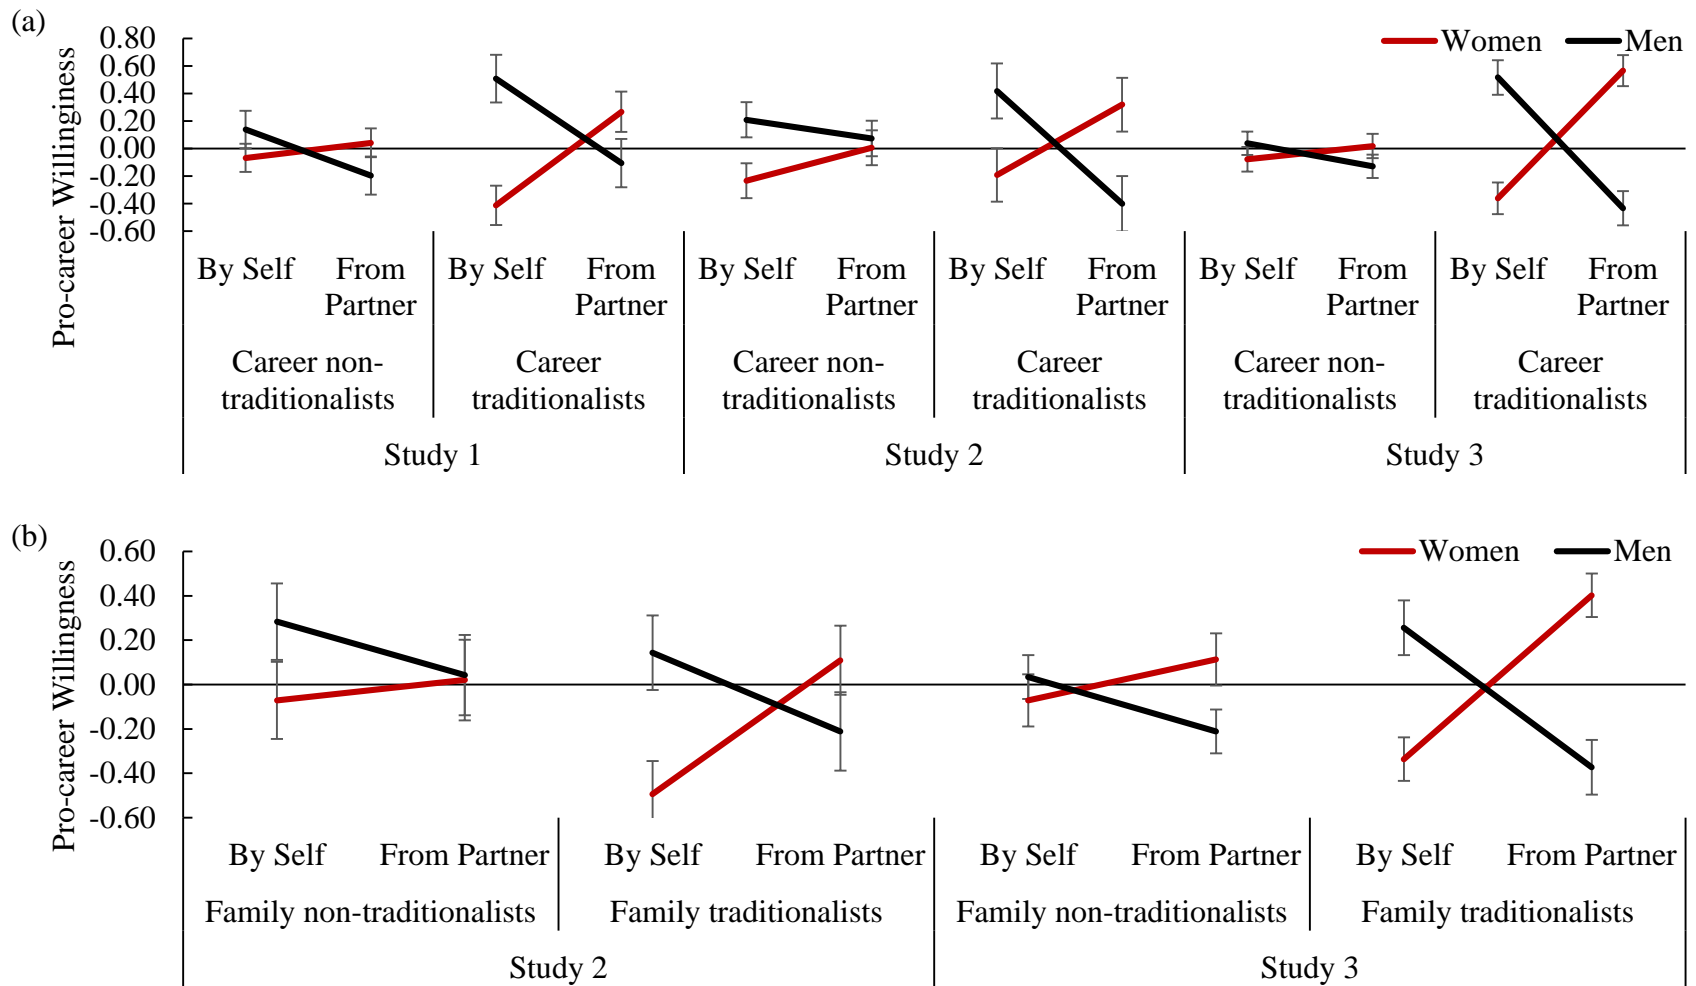 (a)
Pro-career Willinginess
0.80
0.60
0.40
0.20
0.00
-0.20
-0.40
-0.60
Women Men
By Self From Partner By Self From Partner By Self From Partner By Self From Partner By Self From Partner By Self From Partner
Career non-traditionalists Career traditionalists Career non-traditionalists Career traditionalists Career non-traditionalists Career traditionalists
Study 1 Study 2 Study 3
(b)
Pro-career Willingness
0.60
0.40
0.20
0.00
-0.20
-0.40
-0.60
Women Men
By Self From Partner By Self From Partner By Self From Partner By Self From Partner
Family non-traditionalists Family traditionalists Family non-traditionalists Family traditionalists
Study 2 Study 3